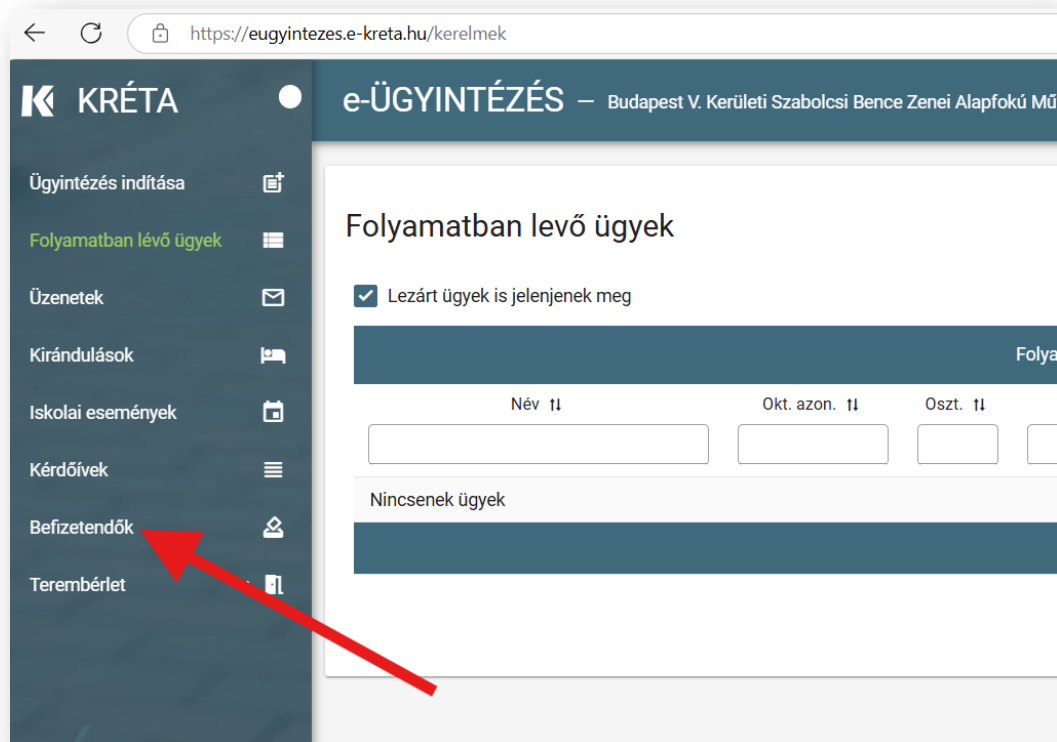 https://eugyintezes.e-kreta.hu/kerelmek
KRÉTA
e-ÜGYINTÉZÉS – Budapest V. Kerületi Szabolcsi Bence Zenei Alapfokú
Ügyintézés indítása
Folyamatban lévő ügyek
Üzenetek
Kirándulások
Iskolai események
Kérdőívek
Befizetendők
Terembérlet
Folyamatban levő ügyek
Lezárt ügyek is jelenjenek meg
Név Okt. azon. Oszt.
Nincsenek ügyek